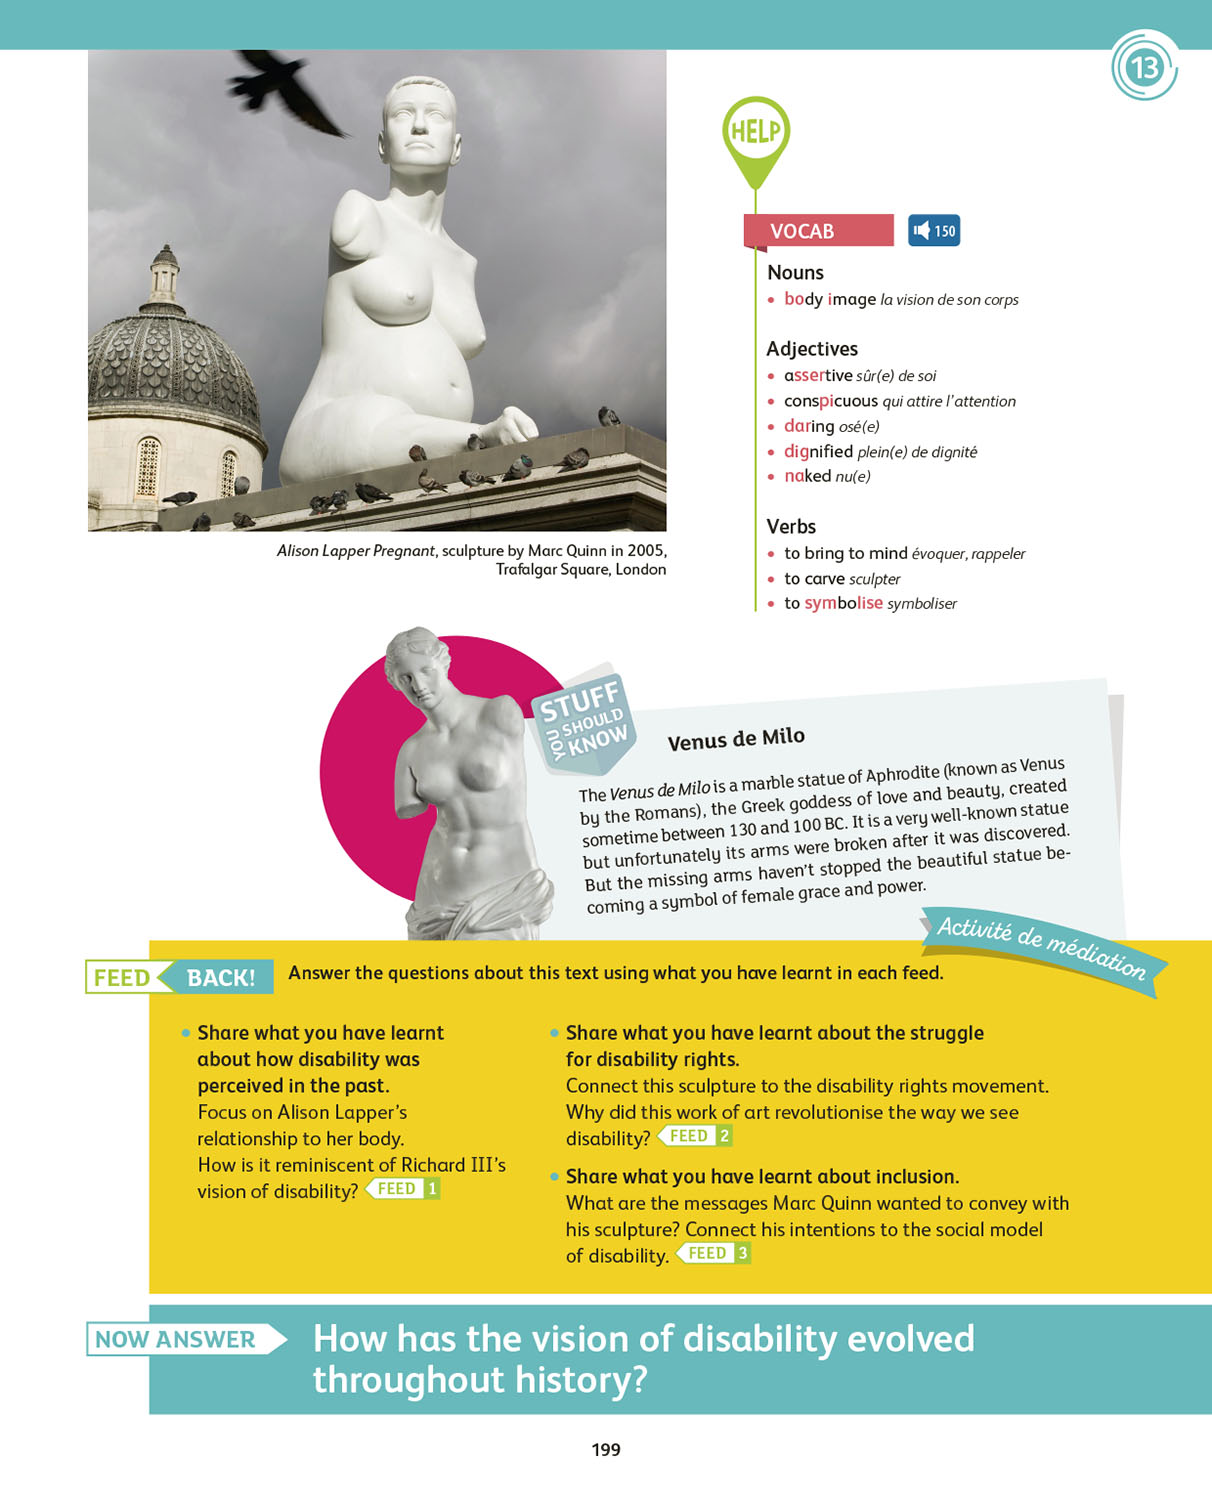 13
HELP
VOCAB
150
Nouns
• body image la vision de son corps
Adjectives
• assertive sûr(e) de soi
• conspicuous qui attire l'attention
• daring osé(e)
• dignified plein(e) de dignité
• naked nu(e)
Verbs
• to bring to mind évoquer, rappeler
• to carve sculpter
• to symbolise symboliser
Alison Lapper Pregnant, sculpture by Marc Quinn in 2005,
Trafalgar Square, London
STUFF
YOU SHOULD
KNOW
Venus de Milo
The Venus de Milo is a marble statue of Aphrodite (known as Venus
by the Romans), the Greek goddess of love and beauty, created
sometime between 130 and 100 BC. It is a very well-known statue
but unfortunately its arms were broken after it was discovered.
But the missing arms haven't stopped the beautiful statue be-
coming a symbol of female grace and power.
Activité de médiation
FEED BACK!
Answer the questions about this text using what you have learnt in each feed.
• Share what you have learnt
about how disability was
perceived in the past.
Focus on Alison Lapper's
relationship to her body.
How is it reminiscent of Richard III's
vision of disability? FEED 1
• Share what you have learnt about the struggle
for disability rights.
Connect this sculpture to the disability rights movement.
Why did this work of art revolutionise the way we see
disability? FEED 2
• Share what you have learnt about inclusion.
What are the messages Marc Quinn wanted to convey with
his sculpture? Connect his intentions to the social model
of disability. FEED 3
NOW ANSWER
How has the vision of disability evolved
throughout history?
199